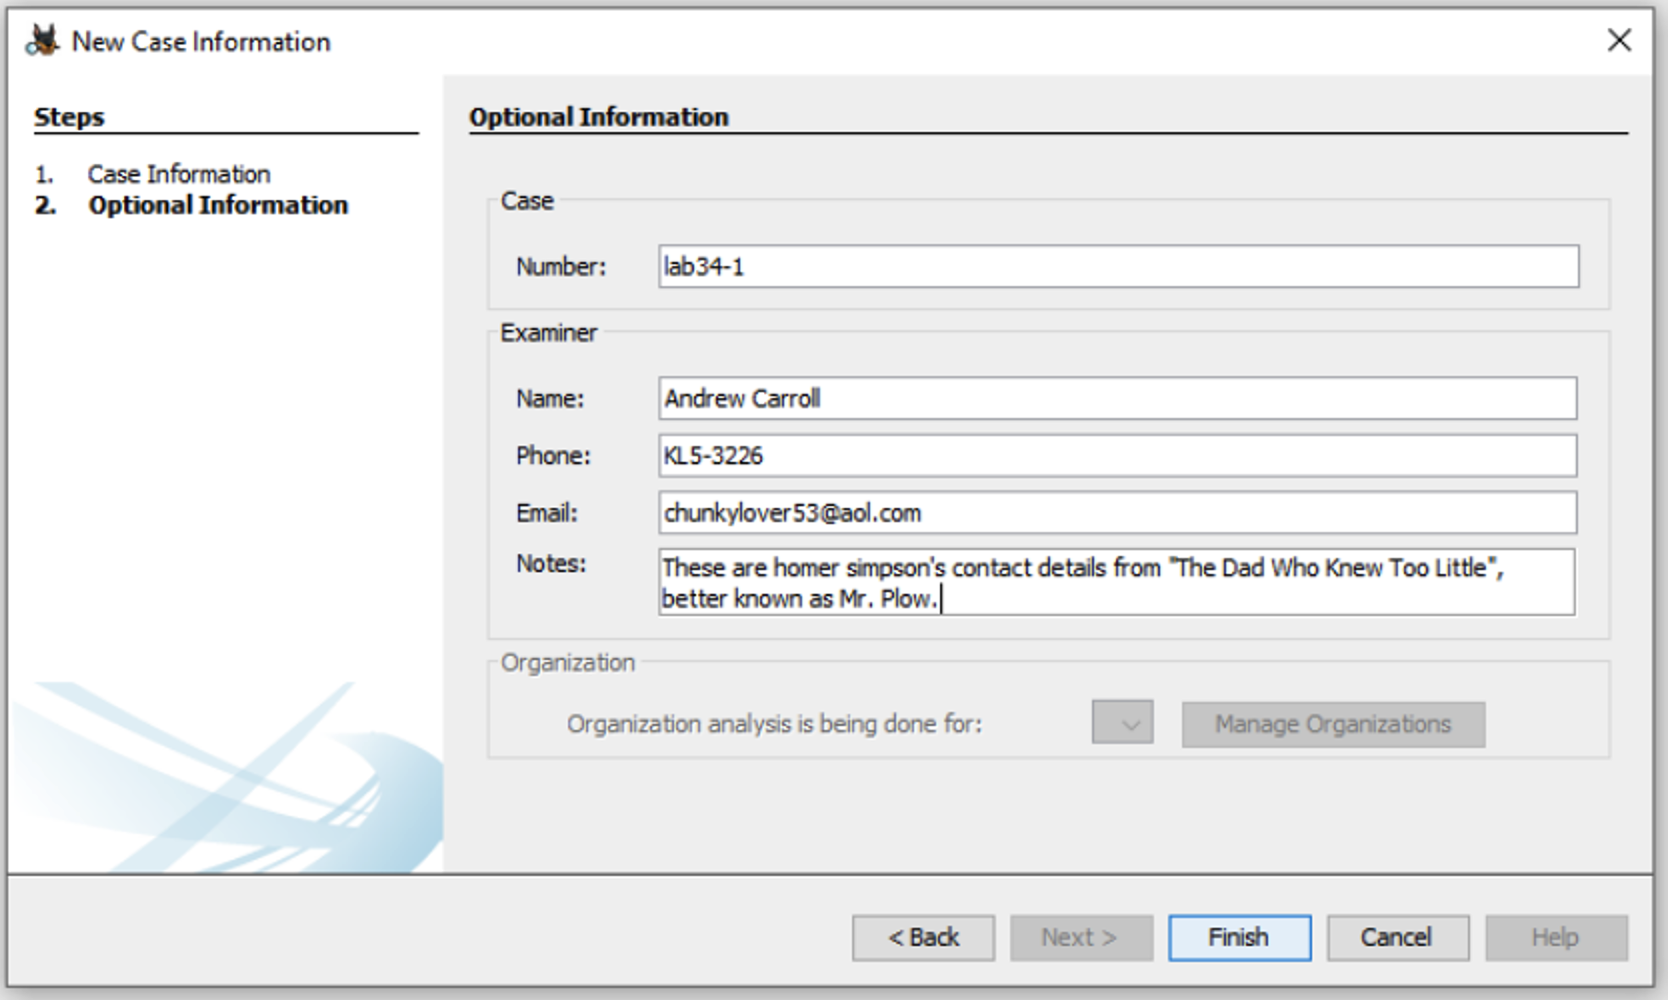 New Case Information
Steps
1. Case Information
2. Optional Information
Optional Information
Case
Number: lab34-1
Examiner
Name: Andrew Carroll
Phone: KL5-3226
Email: chunkylover53@aol.com
Notes: These are homer simpson's contact details from "The Dad Who Knew Too Little",
better known as Mr. Plow.
Organization
Organization analysis is being done for: Manage Organizations
< Back Next > Finish Cancel Help